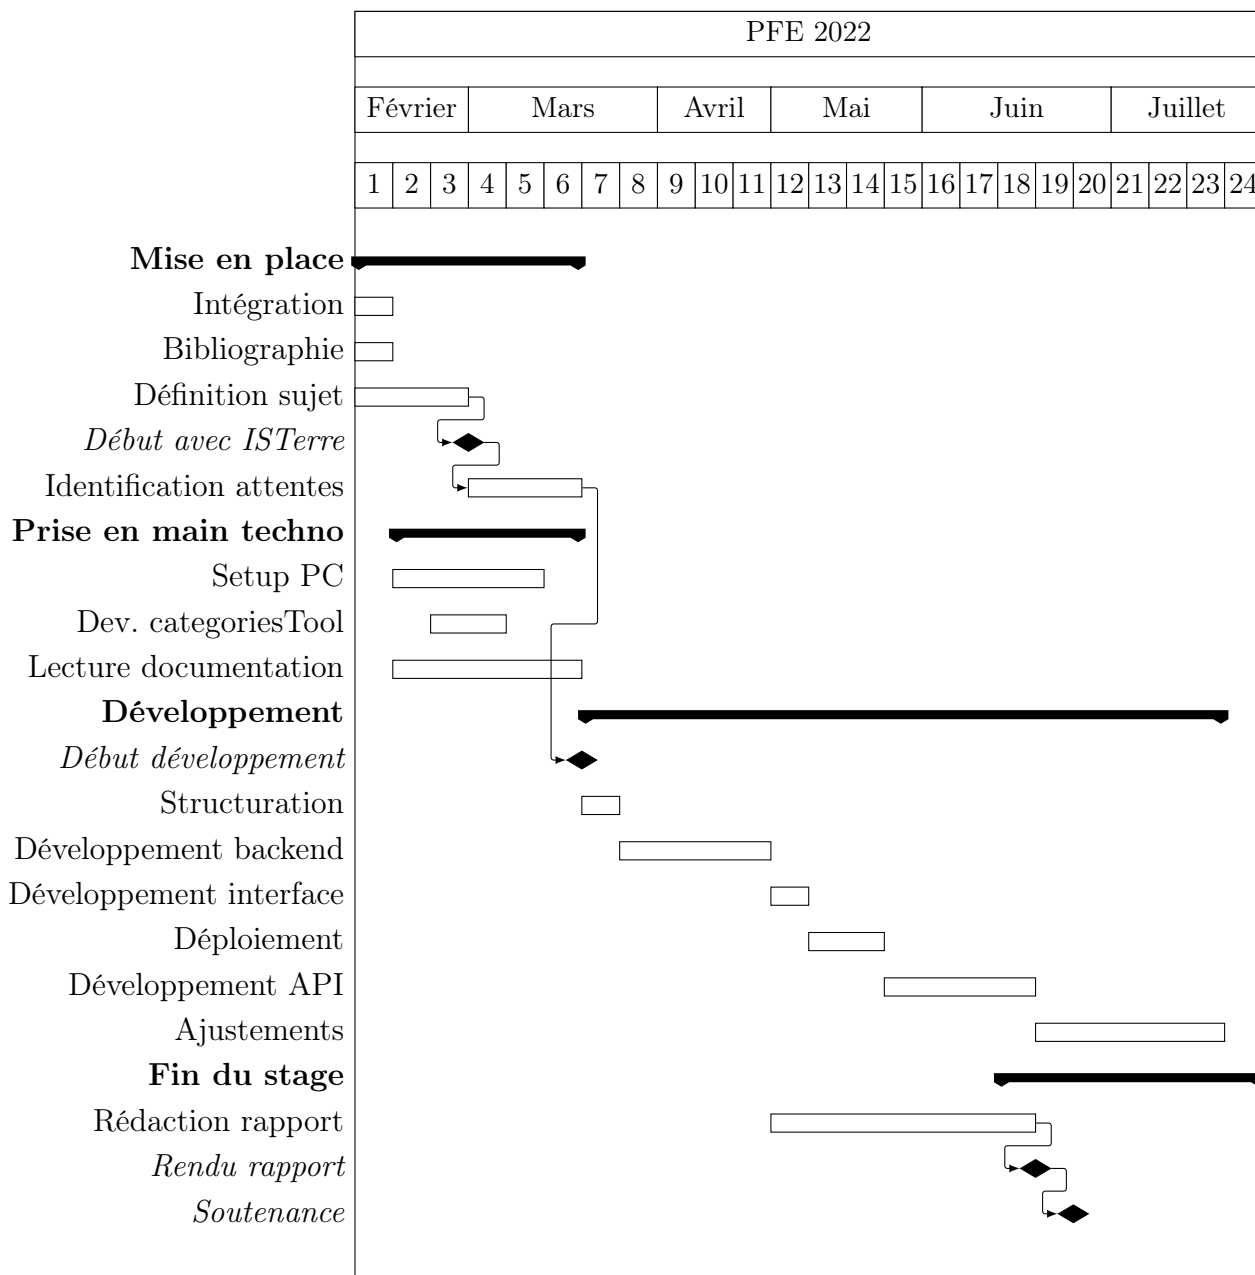 PFE 2022
Février Mars Avril Mai Juin Juillet
1 2 3 4 5 6 7 8 9 10 11 12 13 14 15 16 17 18 19 20 21 22 23 24
Mise en place
Intégration
Bibliographie
Définition sujet
Début avec ISTerre
Identification attentes
Prise en main techno
Setup PC
Dev. categoriesTool
Lecture documentation
Développement
Début développement
Structuration
Développement backend
Développement interface
Déploiement
Développement API
Ajustements
Fin du stage
Rédaction rapport
Rendu rapport
Soutenance